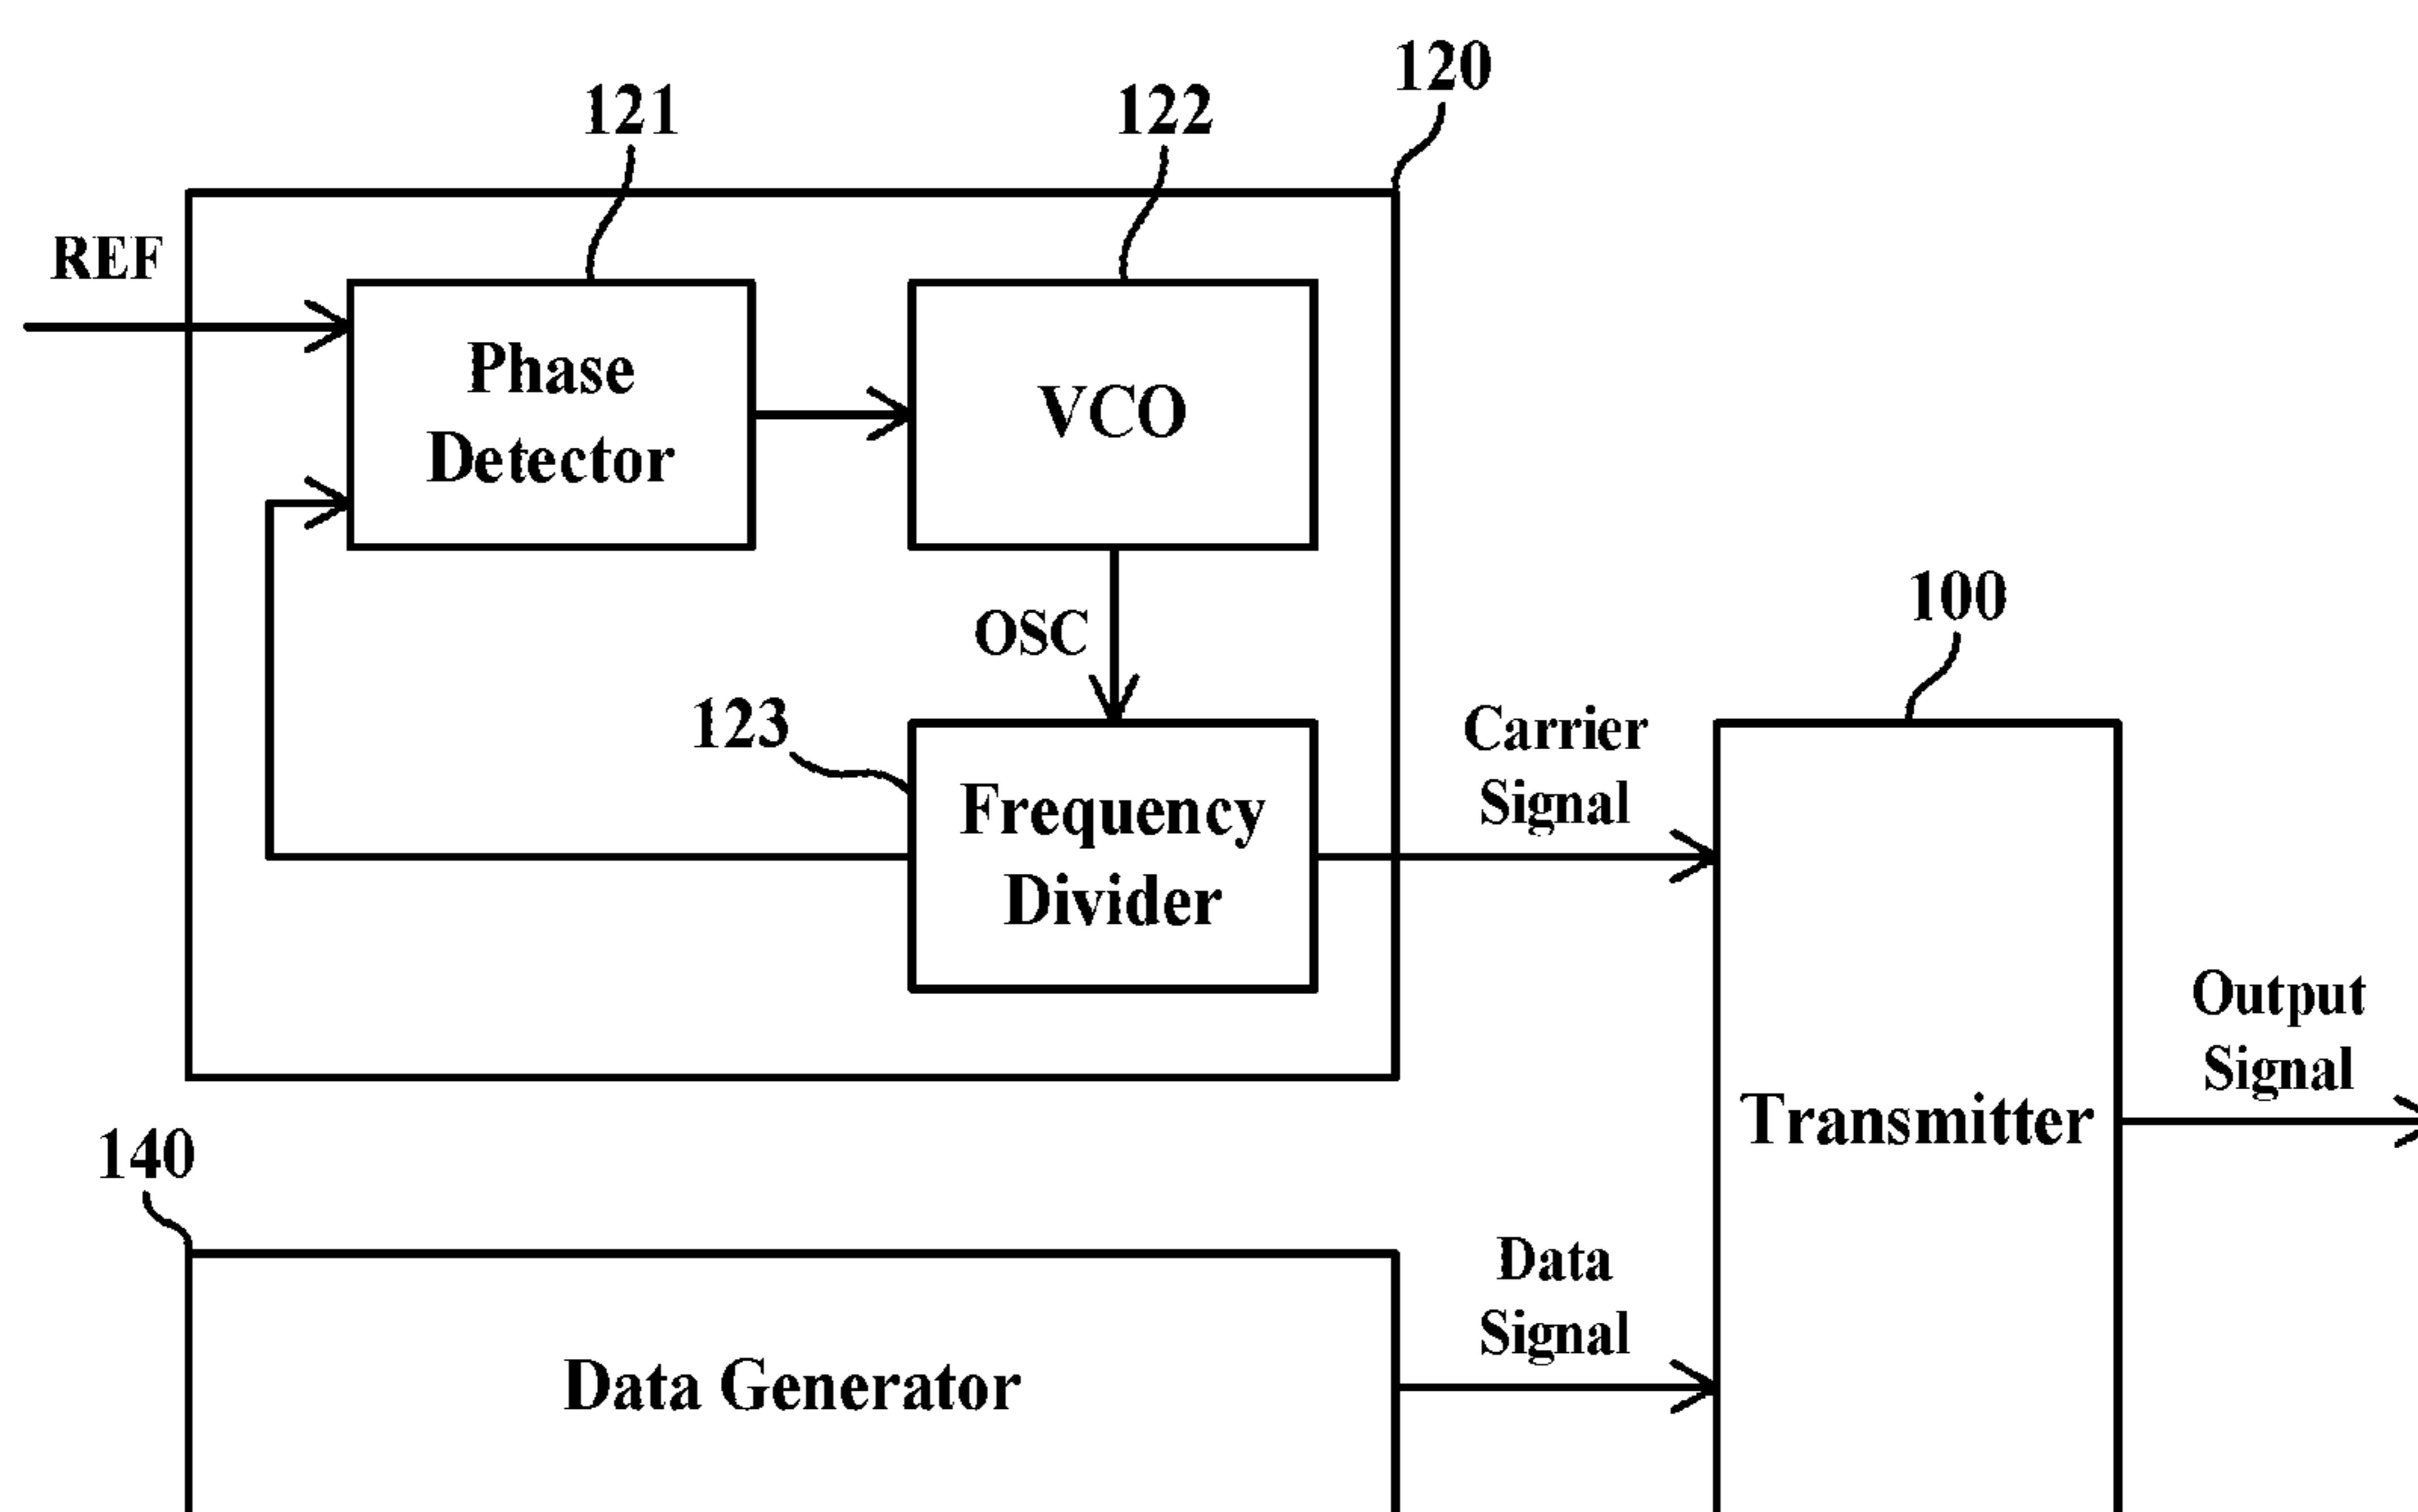 120
121
122
REF
Phase
Detector
VCO
OSC
100
123
Carrier
Signal
Frequency
Divider
Output
Signal
Transmitter
140
Data
Signal
Data Generator